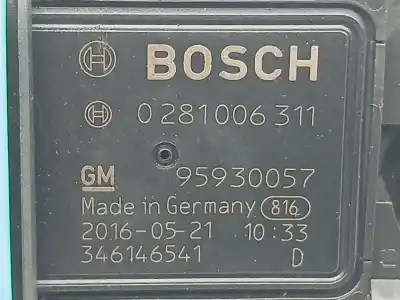 BOSCH
0 281 006 311
GM 95930057
Made in Germany 816
2016-05-21 10:33
346146541 D